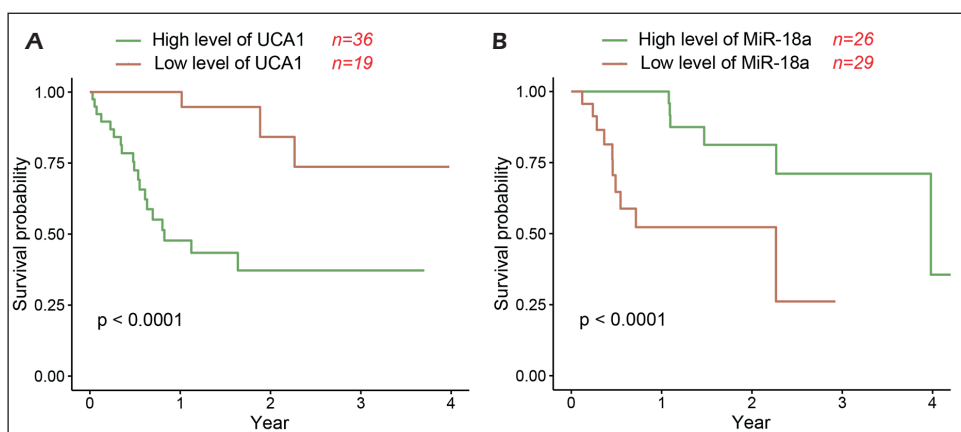 A
High level of UCA1 n=36
Low level of UCA1 n=19
Survival probability
1.00
0.75
0.50
0.25
0.00
p < 0.0001
0 1 2 3 4
Year
B
High level of MiR-18a n=26
Low level of MiR-18a n=29
Survival probability
1.00
0.75
0.50
0.25
0.00
p < 0.0001
0 1 2 3 4
Year